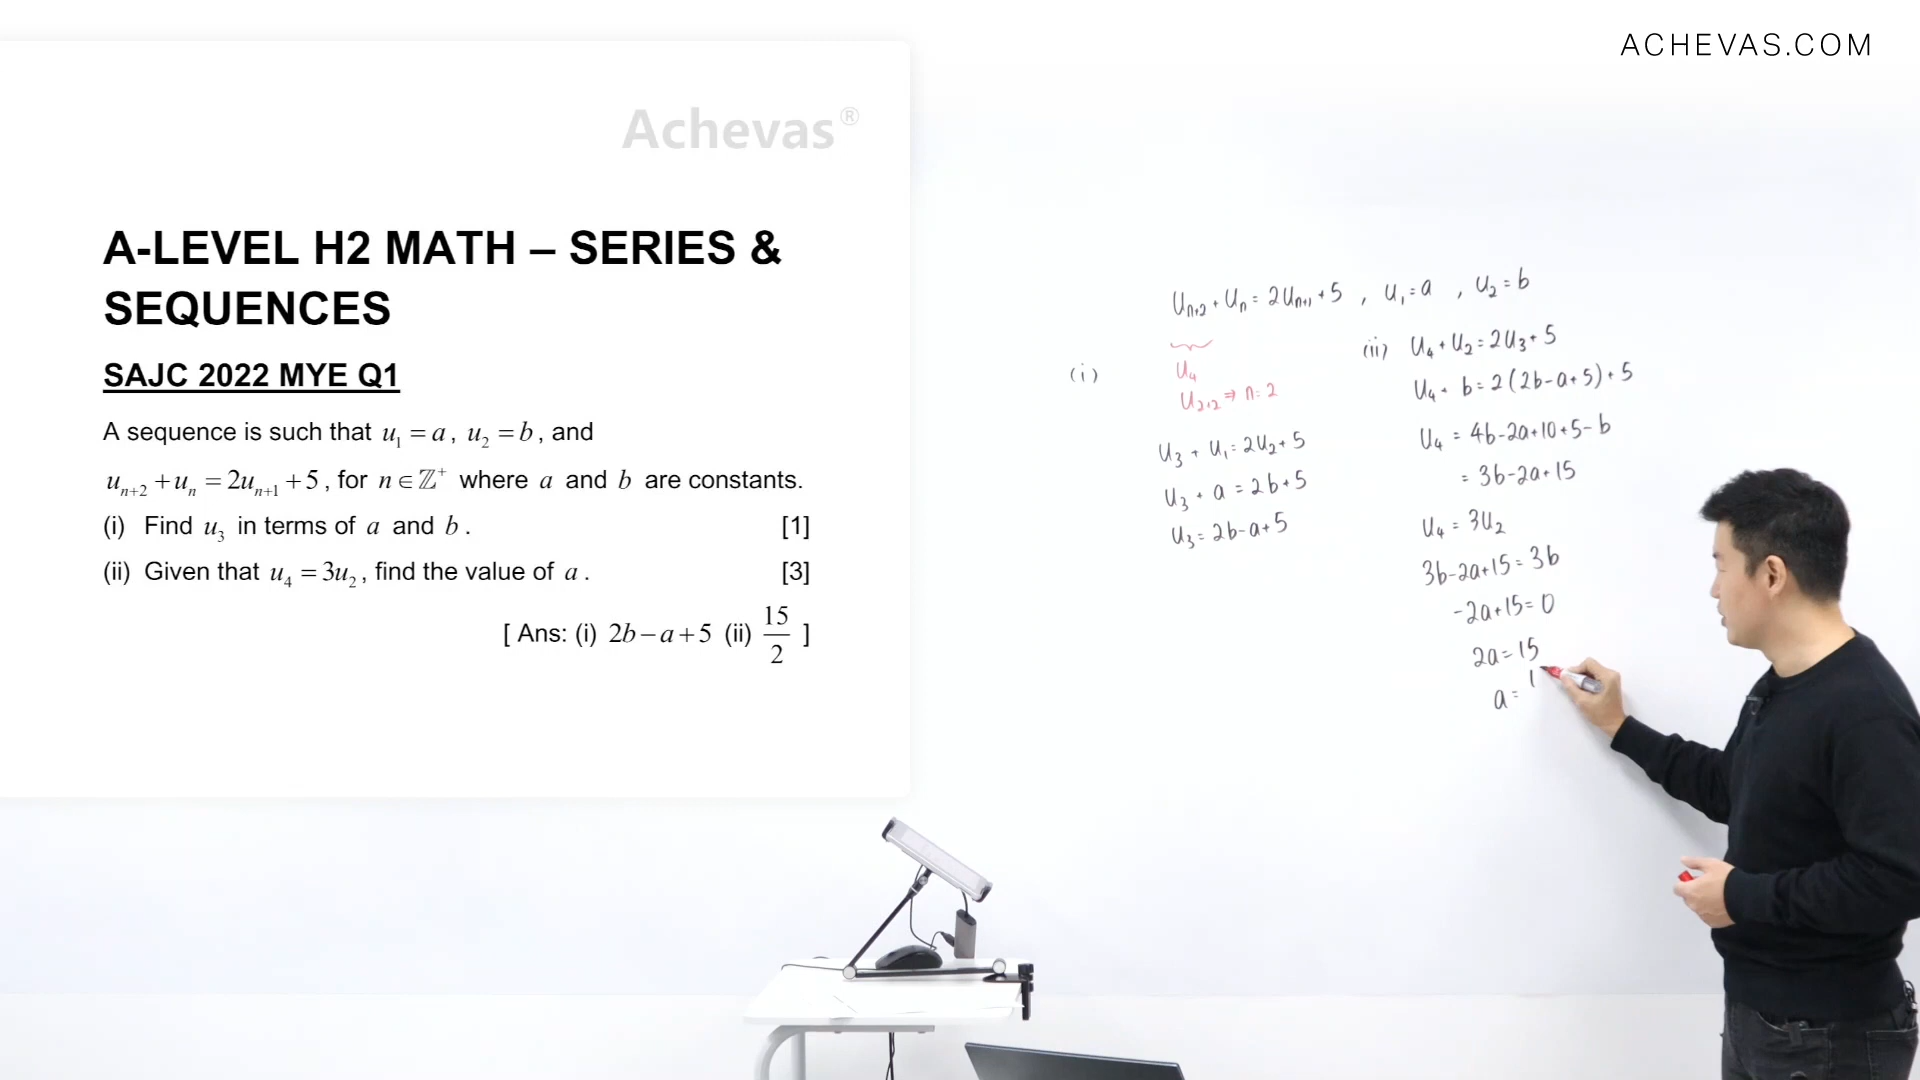 ACHEVAS.COM
Achevas®
A-LEVEL H2 MATH – SERIES &
SEQUENCES
SAJC 2022 MYE Q1
A sequence is such that u₁ = a, u₂ = b, and
uₙ₊₂ + uₙ = 2uₙ₊₁ + 5, for n ∈ ℤ⁺ where a and b are constants.
(i) Find u₃ in terms of a and b. [1]
(ii) Given that u₄ = 3u₂, find the value of a. [3]
[ Ans: (i) 2b − a + 5 (ii) 15/2 ]
Uₙ₊₂ + Uₙ = 2Uₙ₊₁ + 5 , U₁ = a , U₂ = b
(i)
U₄
U₂₊₂ ⇒ n = 2
U₃ + U₁ = 2U₂ + 5
U₃ + a = 2b + 5
U₃ = 2b - a + 5
(ii) U₄ + U₂ = 2U₃ + 5
U₄ + b = 2(2b - a + 5) + 5
U₄ = 4b - 2a + 10 + 5 - b
= 3b - 2a + 15
U₄ = 3U₂
3b - 2a + 15 = 3b
-2a + 15 = 0
2a = 15
a = 1